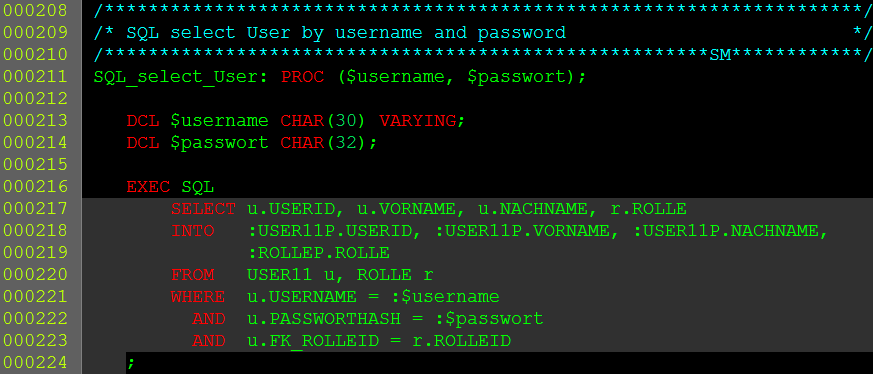 000208 /*********************************************************************/
000209 /* SQL select User by username and password                          */
000210 /*******************************************************SM************/
000211 SQL_select_User: PROC ($username, $passwort);
000212
000213    DCL $username CHAR(30) VARYING;
000214    DCL $passwort CHAR(32);
000215
000216    EXEC SQL
000217        SELECT u.USERID, u.VORNAME, u.NACHNAME, r.ROLLE
000218        INTO   :USER11P.USERID, :USER11P.VORNAME, :USER11P.NACHNAME,
000219               :ROLLEP.ROLLE
000220        FROM   USER11 u, ROLLE r
000221        WHERE  u.USERNAME = :$username
000222          AND  u.PASSWORTHASH = :$passwort
000223          AND  u.FK_ROLLEID = r.ROLLEID
000224    ;